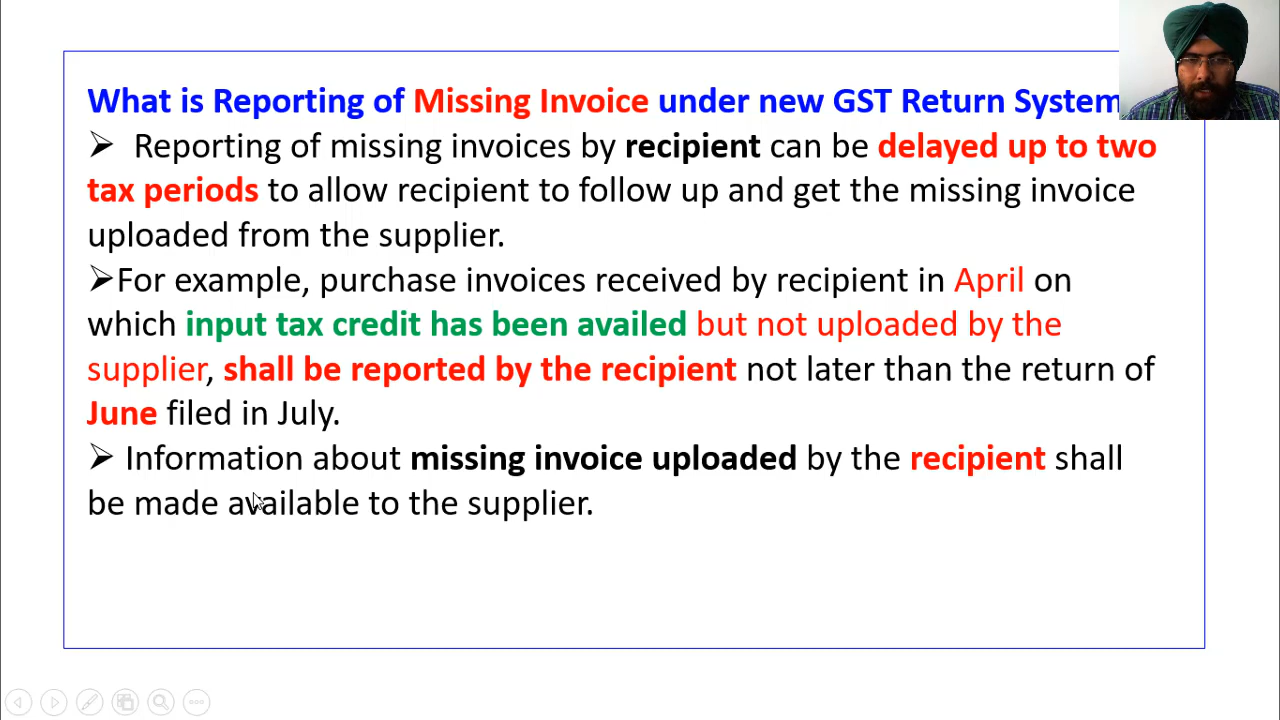 What is Reporting of Missing Invoice under new GST Return System
➢ Reporting of missing invoices by recipient can be delayed up to two
tax periods to allow recipient to follow up and get the missing invoice
uploaded from the supplier.
➢For example, purchase invoices received by recipient in April on
which input tax credit has been availed but not uploaded by the
supplier, shall be reported by the recipient not later than the return of
June filed in July.
➢ Information about missing invoice uploaded by the recipient shall
be made available to the supplier.